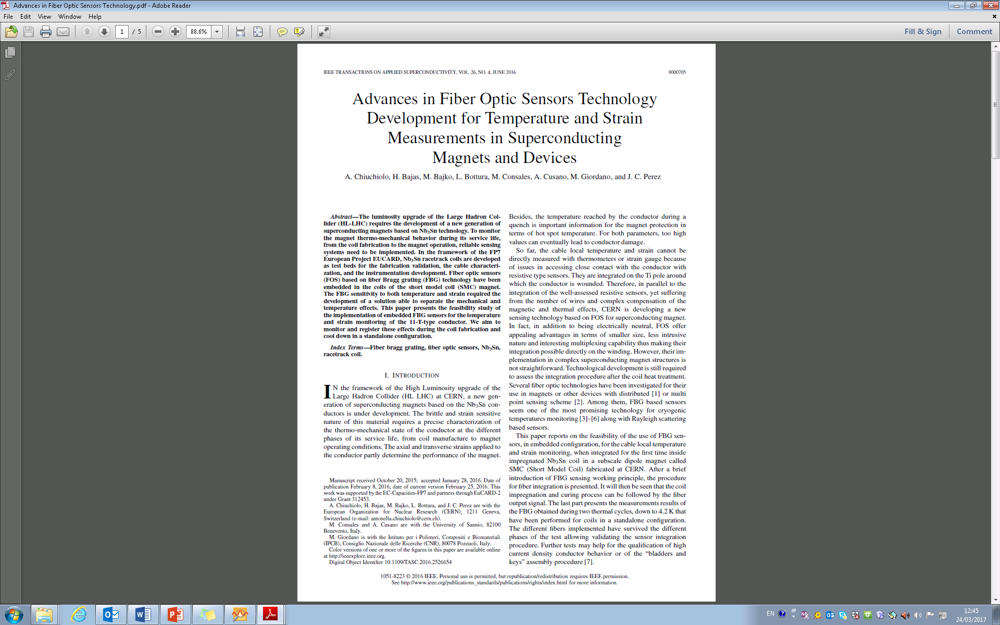 Advances in Fiber Optic Sensors Technology.pdf - Adobe Reader
File Edit View Window Help
1 / 5 88.6% Fill & Sign Comment
IEEE TRANSACTIONS ON APPLIED SUPERCONDUCTIVITY, VOL. 26, NO. 4, JUNE 2016 9000705
Advances in Fiber Optic Sensors Technology
Development for Temperature and Strain
Measurements in Superconducting
Magnets and Devices
A. Chiuchiolo, H. Bajas, M. Bajko, L. Bottura, M. Consales, A. Cusano, M. Giordano, and J. C. Perez
Abstract—The luminosity upgrade of the Large Hadron Col-
lider (HL-LHC) requires the development of a new generation of
superconducting magnets based on Nb3Sn technology. To monitor
the magnet thermo-mechanical behavior during its service life,
from the coil fabrication to the magnet operation, reliable sensing
systems need to be implemented. In the framework of the FP7
European Project EUCARD, Nb3Sn racetrack coils are developed
as test beds for the fabrication validation, the cable characteri-
zation, and the instrumentation development. Fiber optic sensors
(FOS) based on fiber Bragg grating (FBG) technology have been
embedded in the coils of the short model coil (SMC) magnet.
The FBG sensitivity to both temperature and strain required the
development of a solution able to separate the mechanical and
temperature effects. This paper presents the feasibility study of
the implementation of embedded FBG sensors for the temperature
and strain monitoring of the 11-T-type conductor. We aim to
monitor and register these effects during the coil fabrication and
cool down in a standalone configuration.
Index Terms—Fiber bragg grating, fiber optic sensors, Nb3Sn,
racetrack coil.
I. INTRODUCTION
IN the framework of the High Luminosity upgrade of the
Large Hadron Collider (HL LHC) at CERN, a new gen-
eration of superconducting magnets based on the Nb3Sn con-
ductors is under development. The brittle and strain sensitive
nature of this material requires a precise characterization of
the thermo-mechanical state of the conductor at the different
phases of its service life, from coil manufacture to magnet
operating conditions. The axial and transverse strains applied to
the conductor partly determine the performance of the magnet.
Manuscript received October 20, 2015; accepted January 28, 2016. Date of
publication February 8, 2016; date of current version February 25, 2016. This
work was supported by the EC-Capacities-FP7 and partners through EuCARD-2
under Grant 312453.
A. Chiuchiolo, H. Bajas, M. Bajko, L. Bottura, and J. C. Perez are with the
European Organization for Nuclear Research (CERN), 1211 Geneva,
Switzerland (e-mail: antonella.chiuchiolo@cern.ch).
M. Consales and A. Cusano are with the University of Sannio, 82100
Benevento, Italy.
M. Giordano is with the Istituto per i Polimeri, Compositi e Biomateriali
(IPCB), Consiglio Nazionale delle Ricerche (CNR), 80078 Pozzuoli, Italy.
Color versions of one or more of the figures in this paper are available online
at http://ieeexplore.ieee.org.
Digital Object Identifier 10.1109/TASC.2016.2526654
Besides, the temperature reached by the conductor during a
quench is important information for the magnet protection in
terms of hot spot temperature. For both parameters, too high
values can eventually lead to conductor damage.
So far, the cable local temperature and strain cannot be
directly measured with thermometers or strain gauge because
of issues in accessing close contact with the conductor with
resistive type sensors. They are integrated on the Ti pole around
which the conductor is wounded. Therefore, in parallel to the
integration of the well-assessed resistive sensors, yet suffering
from the number of wires and complex compensation of the
magnetic and thermal effects, CERN is developing a new
sensing technology based on FOS for superconducting magnet.
In fact, in addition to being electrically neutral, FOS offer
appealing advantages in terms of smaller size, less intrusive
nature and interesting multiplexing capability thus making their
integration possible directly on the winding. However, their im-
plementation in complex superconducting magnet structures is
not straightforward. Technological development is still required
to assess the integration procedure after the coil heat treatment.
Several fiber optic technologies have been investigated for their
use in magnets or other devices with distributed [1] or multi
point sensing scheme [2]. Among them, FBG based sensors
seem one of the most promising technology for cryogenic
temperatures monitoring [3]–[6] along with Rayleigh scattering
based sensors.
This paper reports on the feasibility of the use of FBG sen-
sors, in embedded configuration, for the cable local temperature
and strain monitoring, when integrated for the first time inside
impregnated Nb3Sn coil in a subscale dipole magnet called
SMC (Short Model Coil) fabricated at CERN. After a brief
introduction of FBG sensing working principle, the procedure
for fiber integration is presented. It will then be seen that the coil
impregnation and curing process can be followed by the fiber
output signal. The last part presents the measurements results of
the FBG obtained during two thermal cycles, down to 4.2 K that
have been performed for coils in a standalone configuration.
The different fibers implemented have survived the different
phases of the test allowing validating the sensor integration
procedure. Further tests may help for the qualification of high
current density conductor behavior or of the “bladders and
keys” assembly procedure [7].
1051-8223 © 2016 IEEE. Personal use is permitted, but republication/redistribution requires IEEE permission.
See http://www.ieee.org/publications_standards/publications/rights/index.html for more information.
EN
12:45
24/03/2017